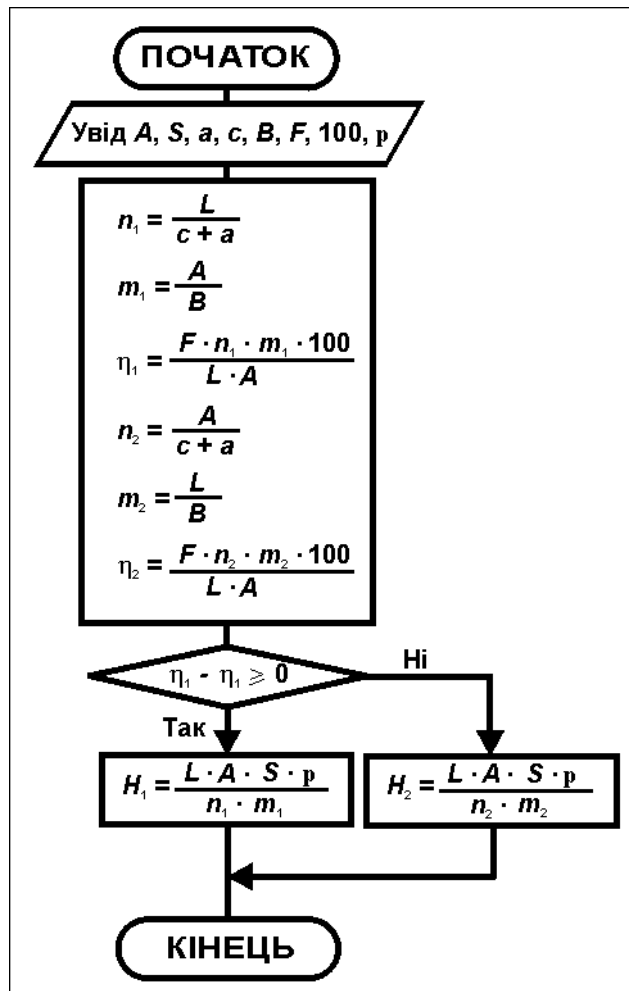 ПОЧАТОК
Увід A, S, a, c, B, F, 100, p
n₁ = L / (c + a)
m₁ = A / B
η₁ = (F · n₁ · m₁ · 100) / (L · A)
n₂ = A / (c + a)
m₂ = L / B
η₂ = (F · n₂ · m₂ · 100) / (L · A)
η₁ - η₁ ⩾ 0
Ні
Так
H₁ = (L · A · S · p) / (n₁ · m₁)
H₂ = (L · A · S · p) / (n₂ · m₂)
КІНЕЦЬ